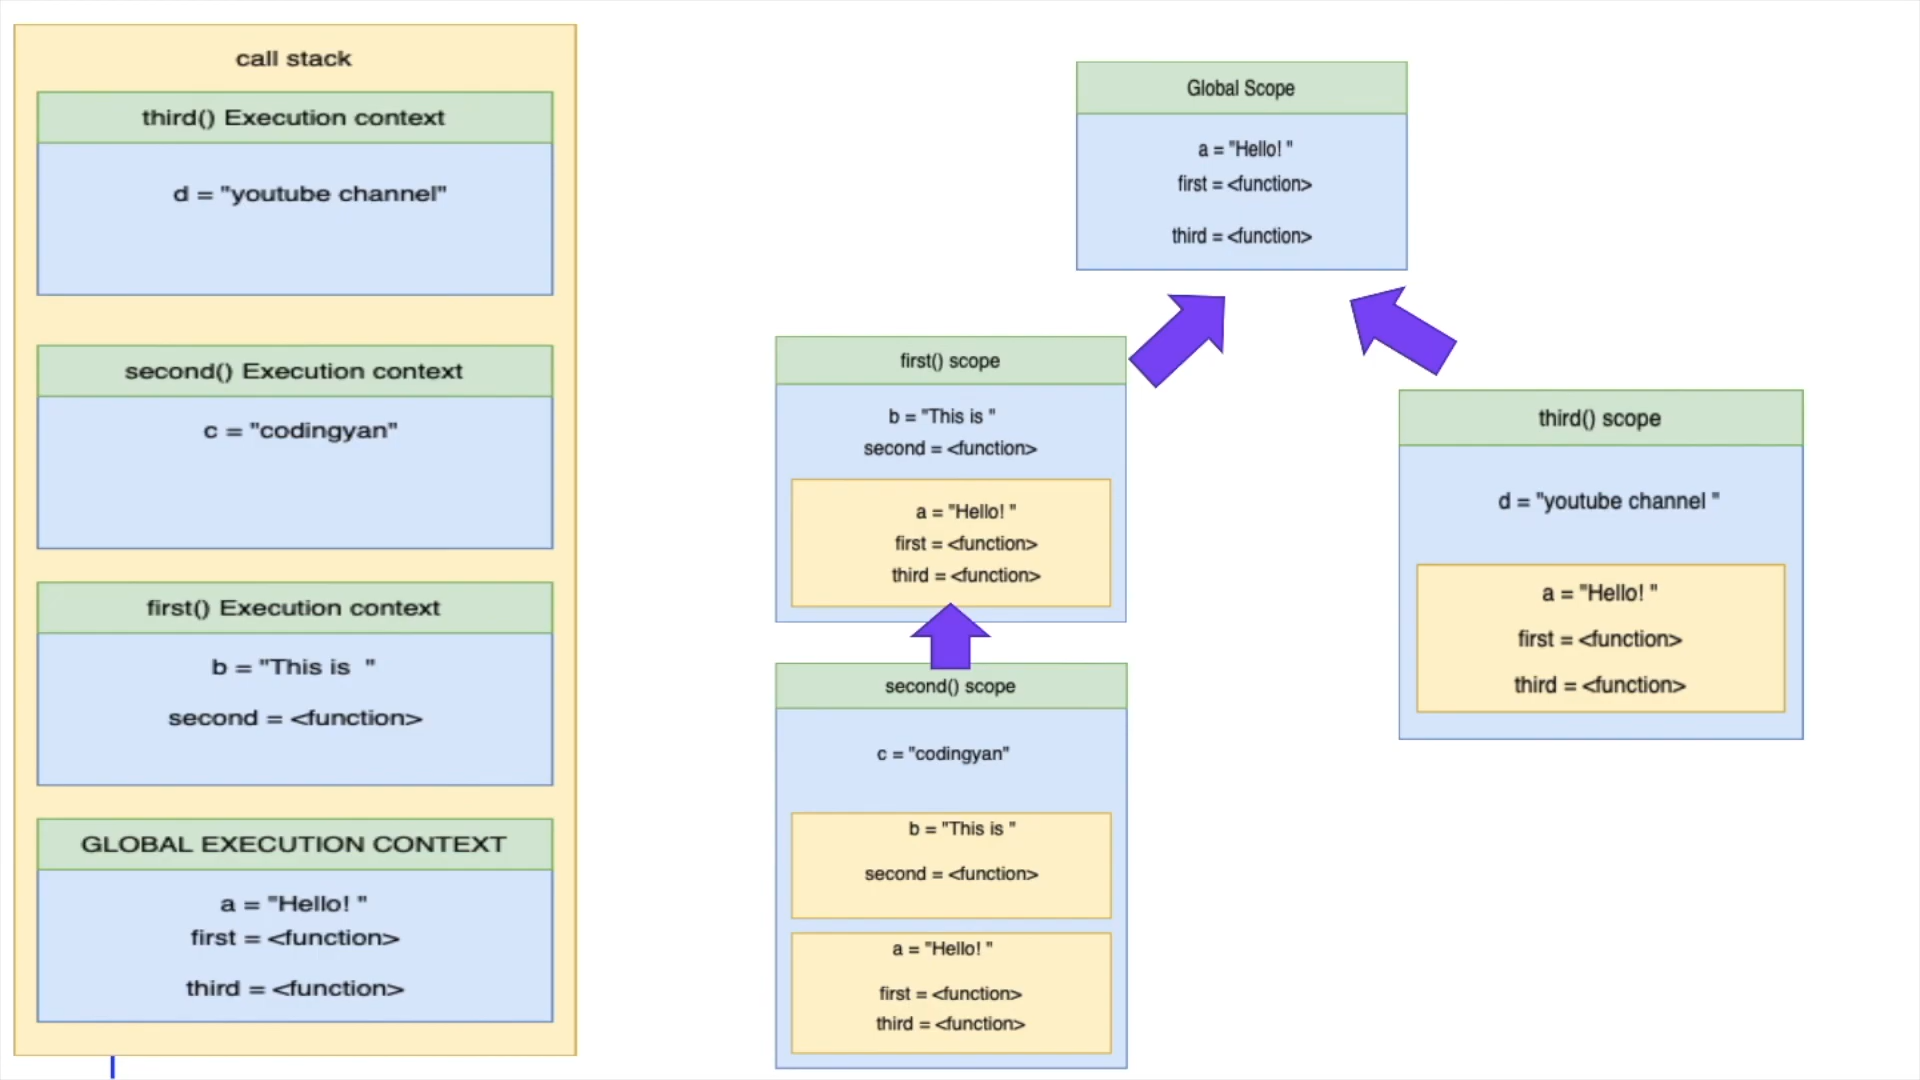 call stack
third() Execution context
d = "youtube channel"
second() Execution context
c = "codingyan"
first() Execution context
b = "This is  "
second = <function>
GLOBAL EXECUTION CONTEXT
a = "Hello! "
first = <function>
third = <function>
Global Scope
a = "Hello! "
first = <function>
third = <function>
first() scope
b = "This is "
second = <function>
a = "Hello! "
first = <function>
third = <function>
second() scope
c = "codingyan"
b = "This is "
second = <function>
a = "Hello! "
first = <function>
third = <function>
third() scope
d = "youtube channel "
a = "Hello! "
first = <function>
third = <function>